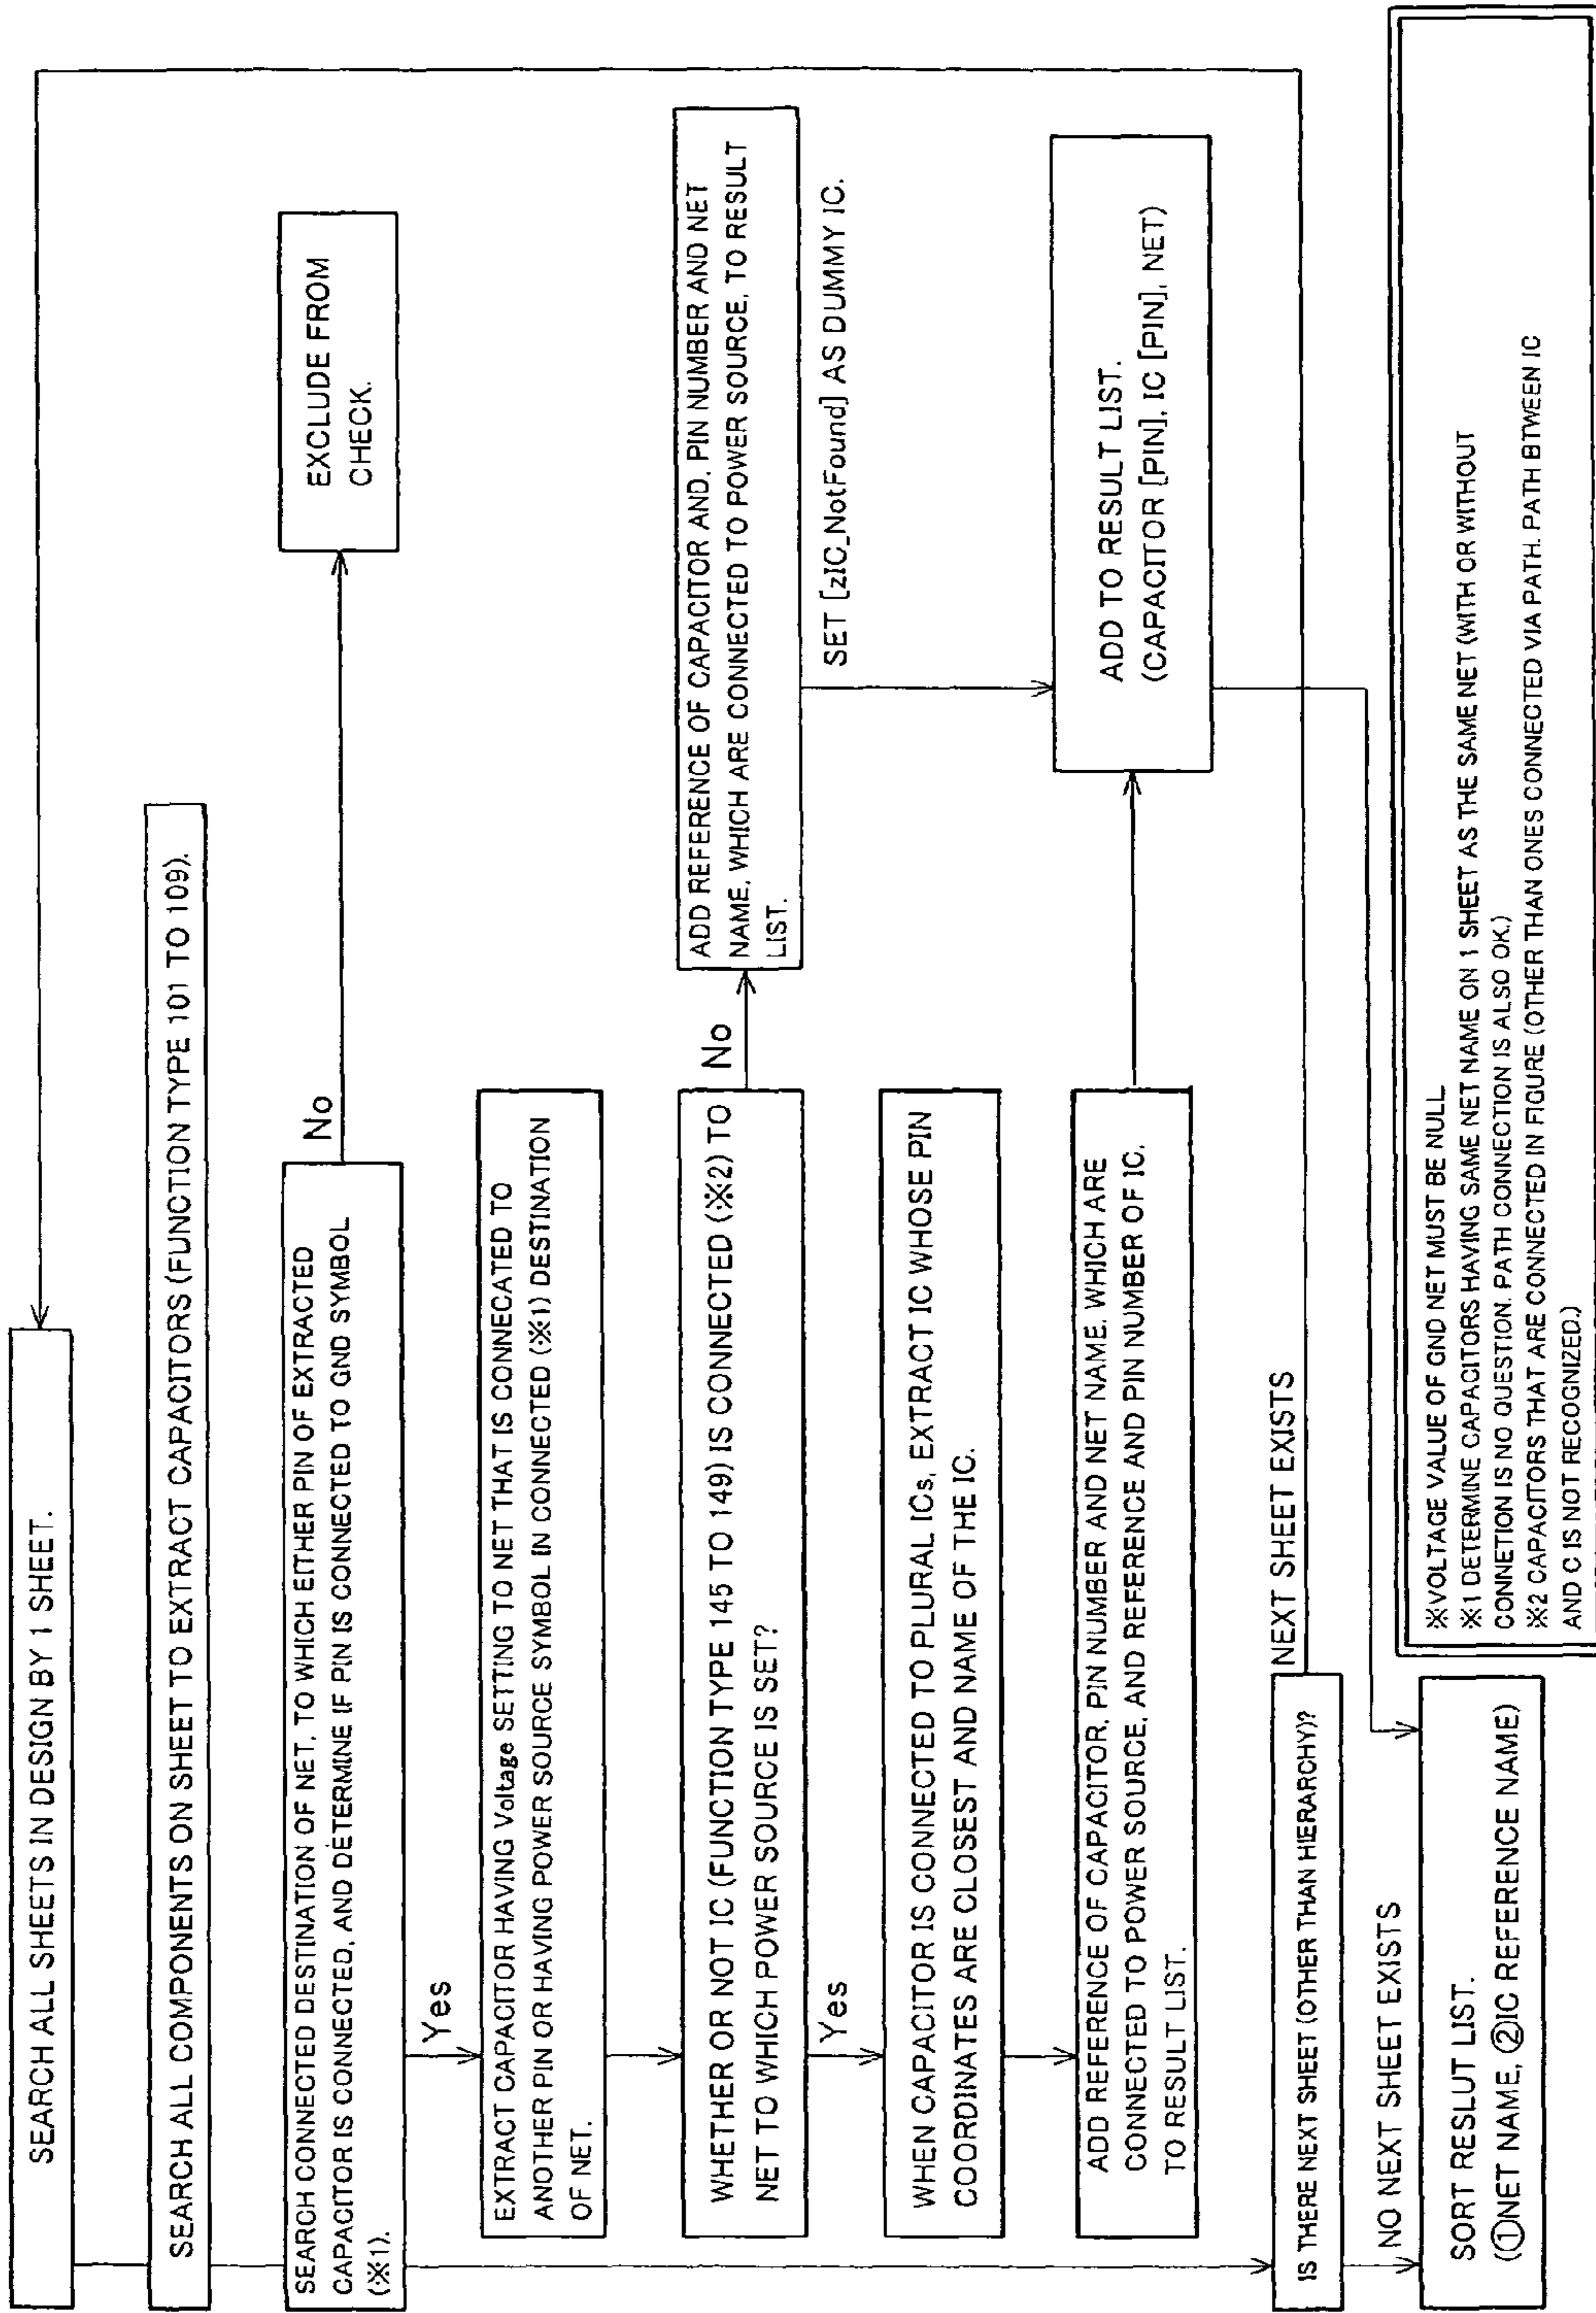 SEARCH ALL SHEETS IN DESIGN BY 1 SHEET.
SEARCH ALL COMPONENTS ON SHEET TO EXTRACT CAPACITORS (FUNCTION TYPE 101 TO 109).
SEARCH CONNECTED DESTINATION OF NET, TO WHICH EITHER PIN OF EXTRACTED
CAPACITOR IS CONNECTED, AND DETERMINE IF PIN IS CONNECTED TO GND SYMBOL
(※1).
No
EXCLUDE FROM
CHECK.
Yes
EXTRACT CAPACITOR HAVING Voltage SETTING TO NET THAT IS CONNECATED TO
ANOTHER PIN OR HAVING POWER SOURCE SYMBOL IN CONNECTED (※1) DESTINATION
OF NET.
WHETHER OR NOT IC (FUNCTION TYPE 145 TO 149) IS CONNECTED (※2) TO
NET TO WHICH POWER SOURCE IS SET?
No
ADD REFERENCE OF CAPACITOR AND, PIN NUMBER AND NET
NAME, WHICH ARE CONNECTED TO POWER SOURCE, TO RESULT
LIST.
SET [zIC_NotFound] AS DUMMY IC.
Yes
WHEN CAPACITOR IS CONNECTED TO PLURAL ICs, EXTRACT IC WHOSE PIN
COORDINATES ARE CLOSEST AND NAME OF THE IC.
ADD REFERENCE OF CAPACITOR, PIN NUMBER AND NET NAME, WHICH ARE
CONNECTED TO POWER SOURCE, AND REFERENCE AND PIN NUMBER OF IC,
TO RESULT LIST.
ADD TO RESULT LIST.
(CAPACITOR [PIN], IC [PIN], NET)
IS THERE NEXT SHEET (OTHER THAN HIERARCHY)?
NEXT SHEET EXISTS
NO NEXT SHEET EXISTS
SORT RESLUT LIST.
(①NET NAME, ②IC REFERENCE NAME)
※VOLTAGE VALUE OF GND NET MUST BE NULL
※1 DETERMINE CAPACITORS HAVING SAME NET NAME ON 1 SHEET AS THE SAME NET (WITH OR WITHOUT
CONNETION IS NO QUESTION. PATH CONNECTION IS ALSO OK.)
※2 CAPACITORS THAT ARE CONNECTED IN FIGURE (OTHER THAN ONES CONNECTED VIA PATH. PATH BTWEEN IC
AND C IS NOT RECOGNIZED.)